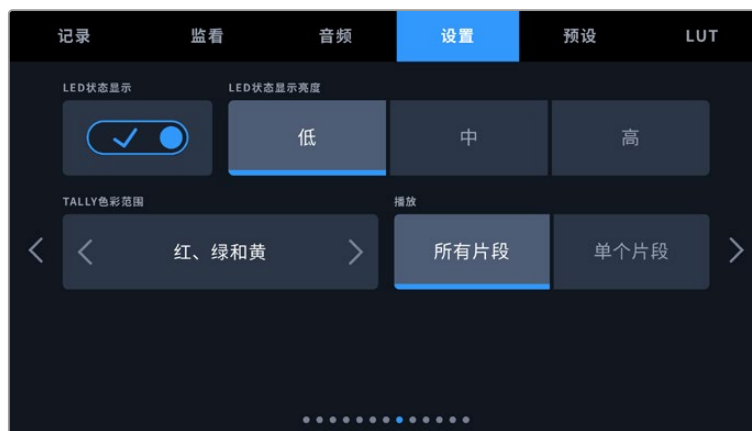 记录 监看 音频 设置 预设 LUT
LED状态显示 LED状态显示亮度
低 中 高
TALLY色彩范围 播放
红、绿和黄 所有片段 单个片段